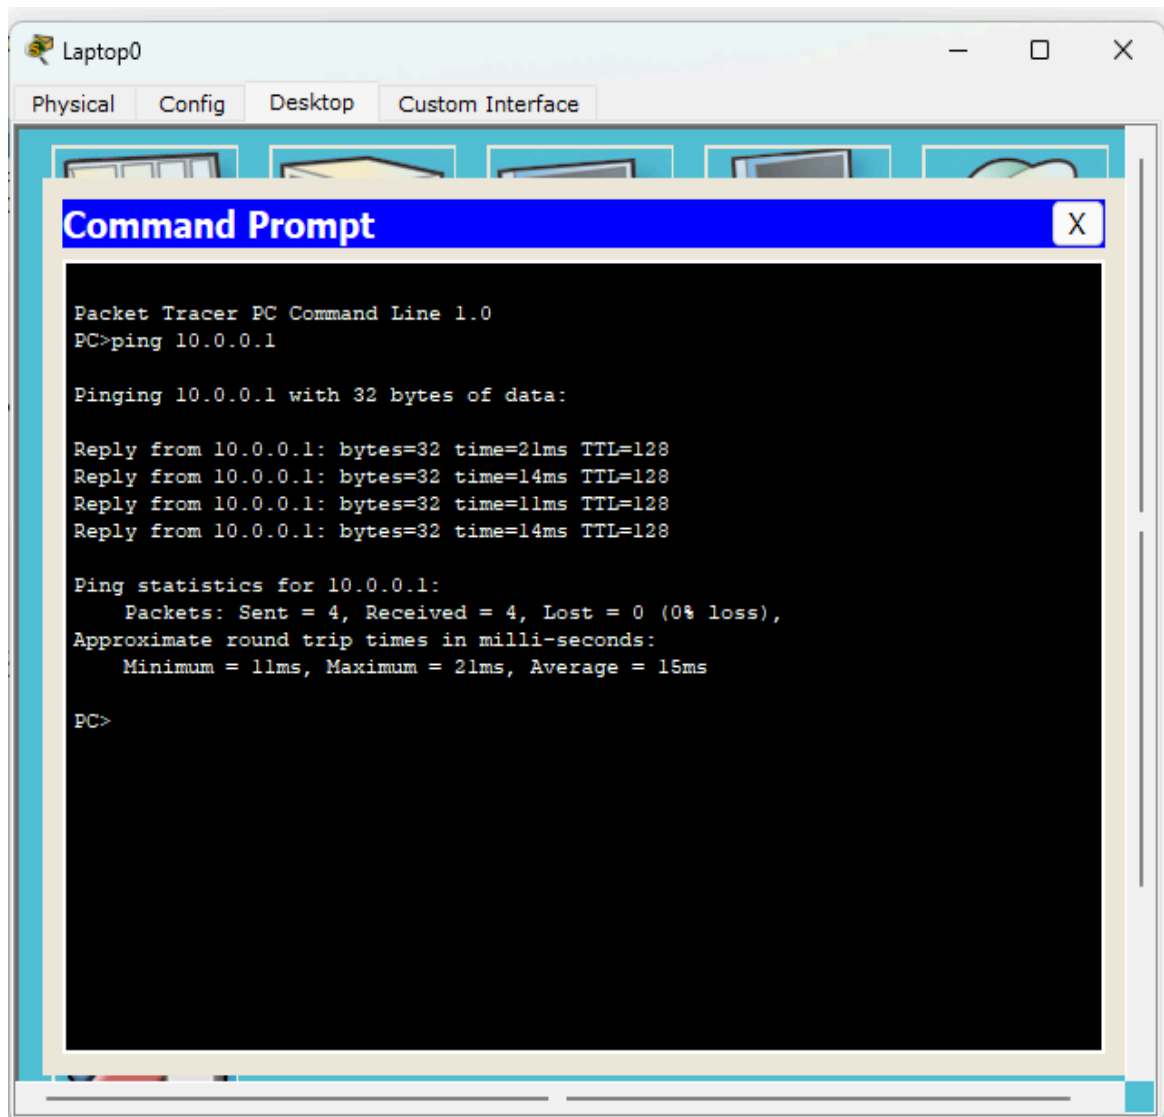 Laptop0
Physical Config Desktop Custom Interface
Command Prompt
X
Packet Tracer PC Command Line 1.0
PC>ping 10.0.0.1
Pinging 10.0.0.1 with 32 bytes of data:
Reply from 10.0.0.1: bytes=32 time=21ms TTL=128
Reply from 10.0.0.1: bytes=32 time=14ms TTL=128
Reply from 10.0.0.1: bytes=32 time=11ms TTL=128
Reply from 10.0.0.1: bytes=32 time=14ms TTL=128
Ping statistics for 10.0.0.1:
Packets: Sent = 4, Received = 4, Lost = 0 (0% loss),
Approximate round trip times in milli-seconds:
Minimum = 11ms, Maximum = 21ms, Average = 15ms
PC>